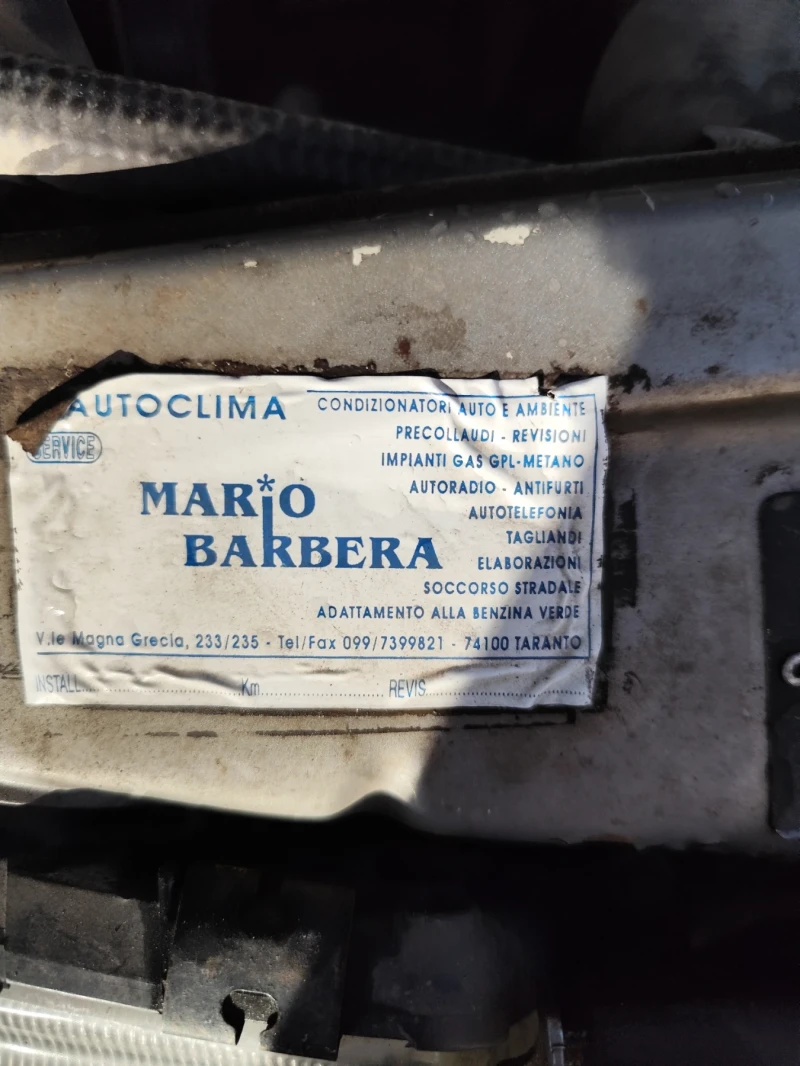 AUTOCLIMA
SERVICE
MARIO
BARBERA
CONDIZIONATORI AUTO E AMBIENTE
PRECOLLAUDI - REVISIONI
IMPIANTI GAS GPL-METANO
AUTORADIO - ANTIFURTI
AUTOTELEFONIA
TAGLIANDI
ELABORAZIONI
SOCCORSO STRADALE
ADATTAMENTO ALLA BENZINA VERDE
V.le Magna Grecia, 233/235 - Tel/Fax 099/7399821 - 74100 TARANTO
INSTALL..............................Km........................REVIS..............................